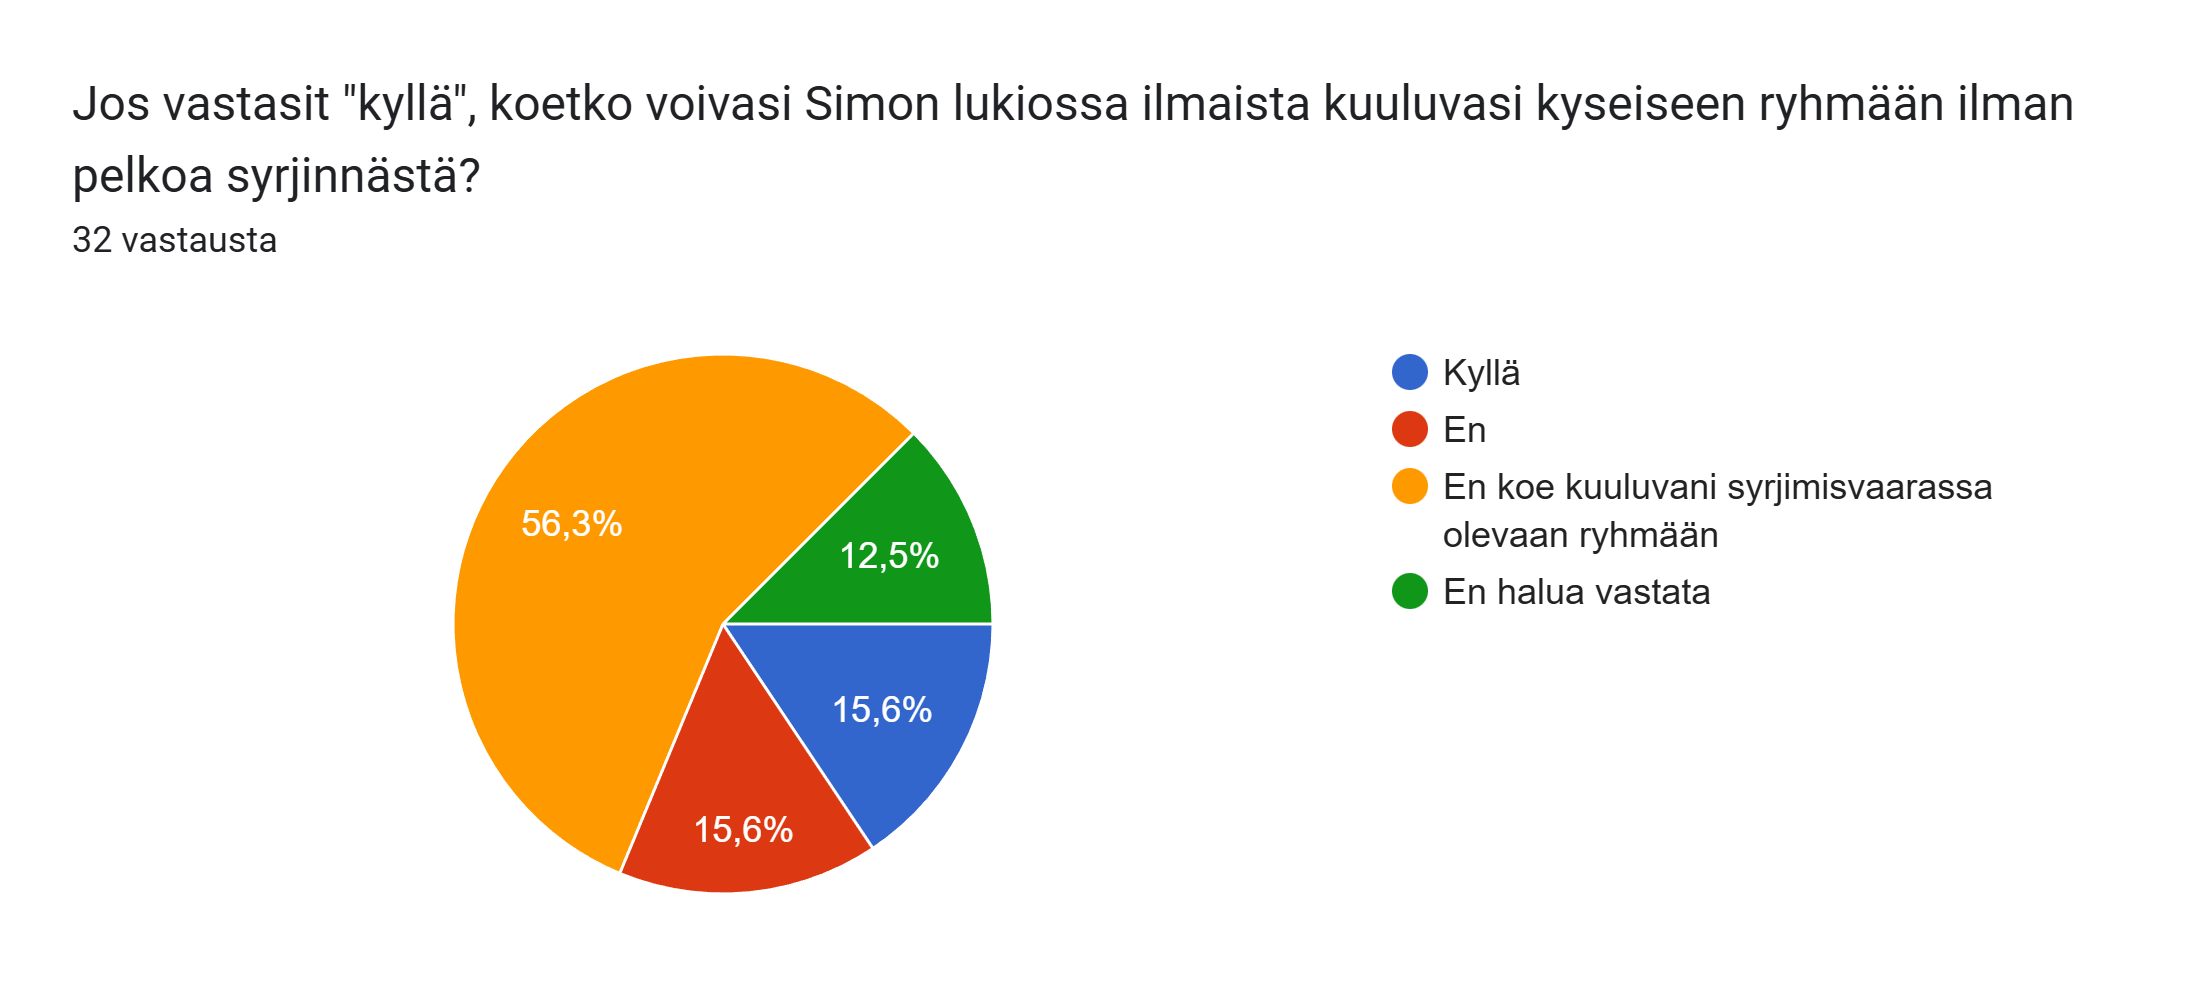 Jos vastasit "kyllä", koetko voivasi Simon lukiossa ilmaista kuuluvasi kyseiseen ryhmään ilman
pelkoa syrjinnästä?
32 vastausta
56,3%
12,5%
15,6%
15,6%
Kyllä
En
En koe kuuluvani syrjimisvaarassa
olevaan ryhmään
En halua vastata